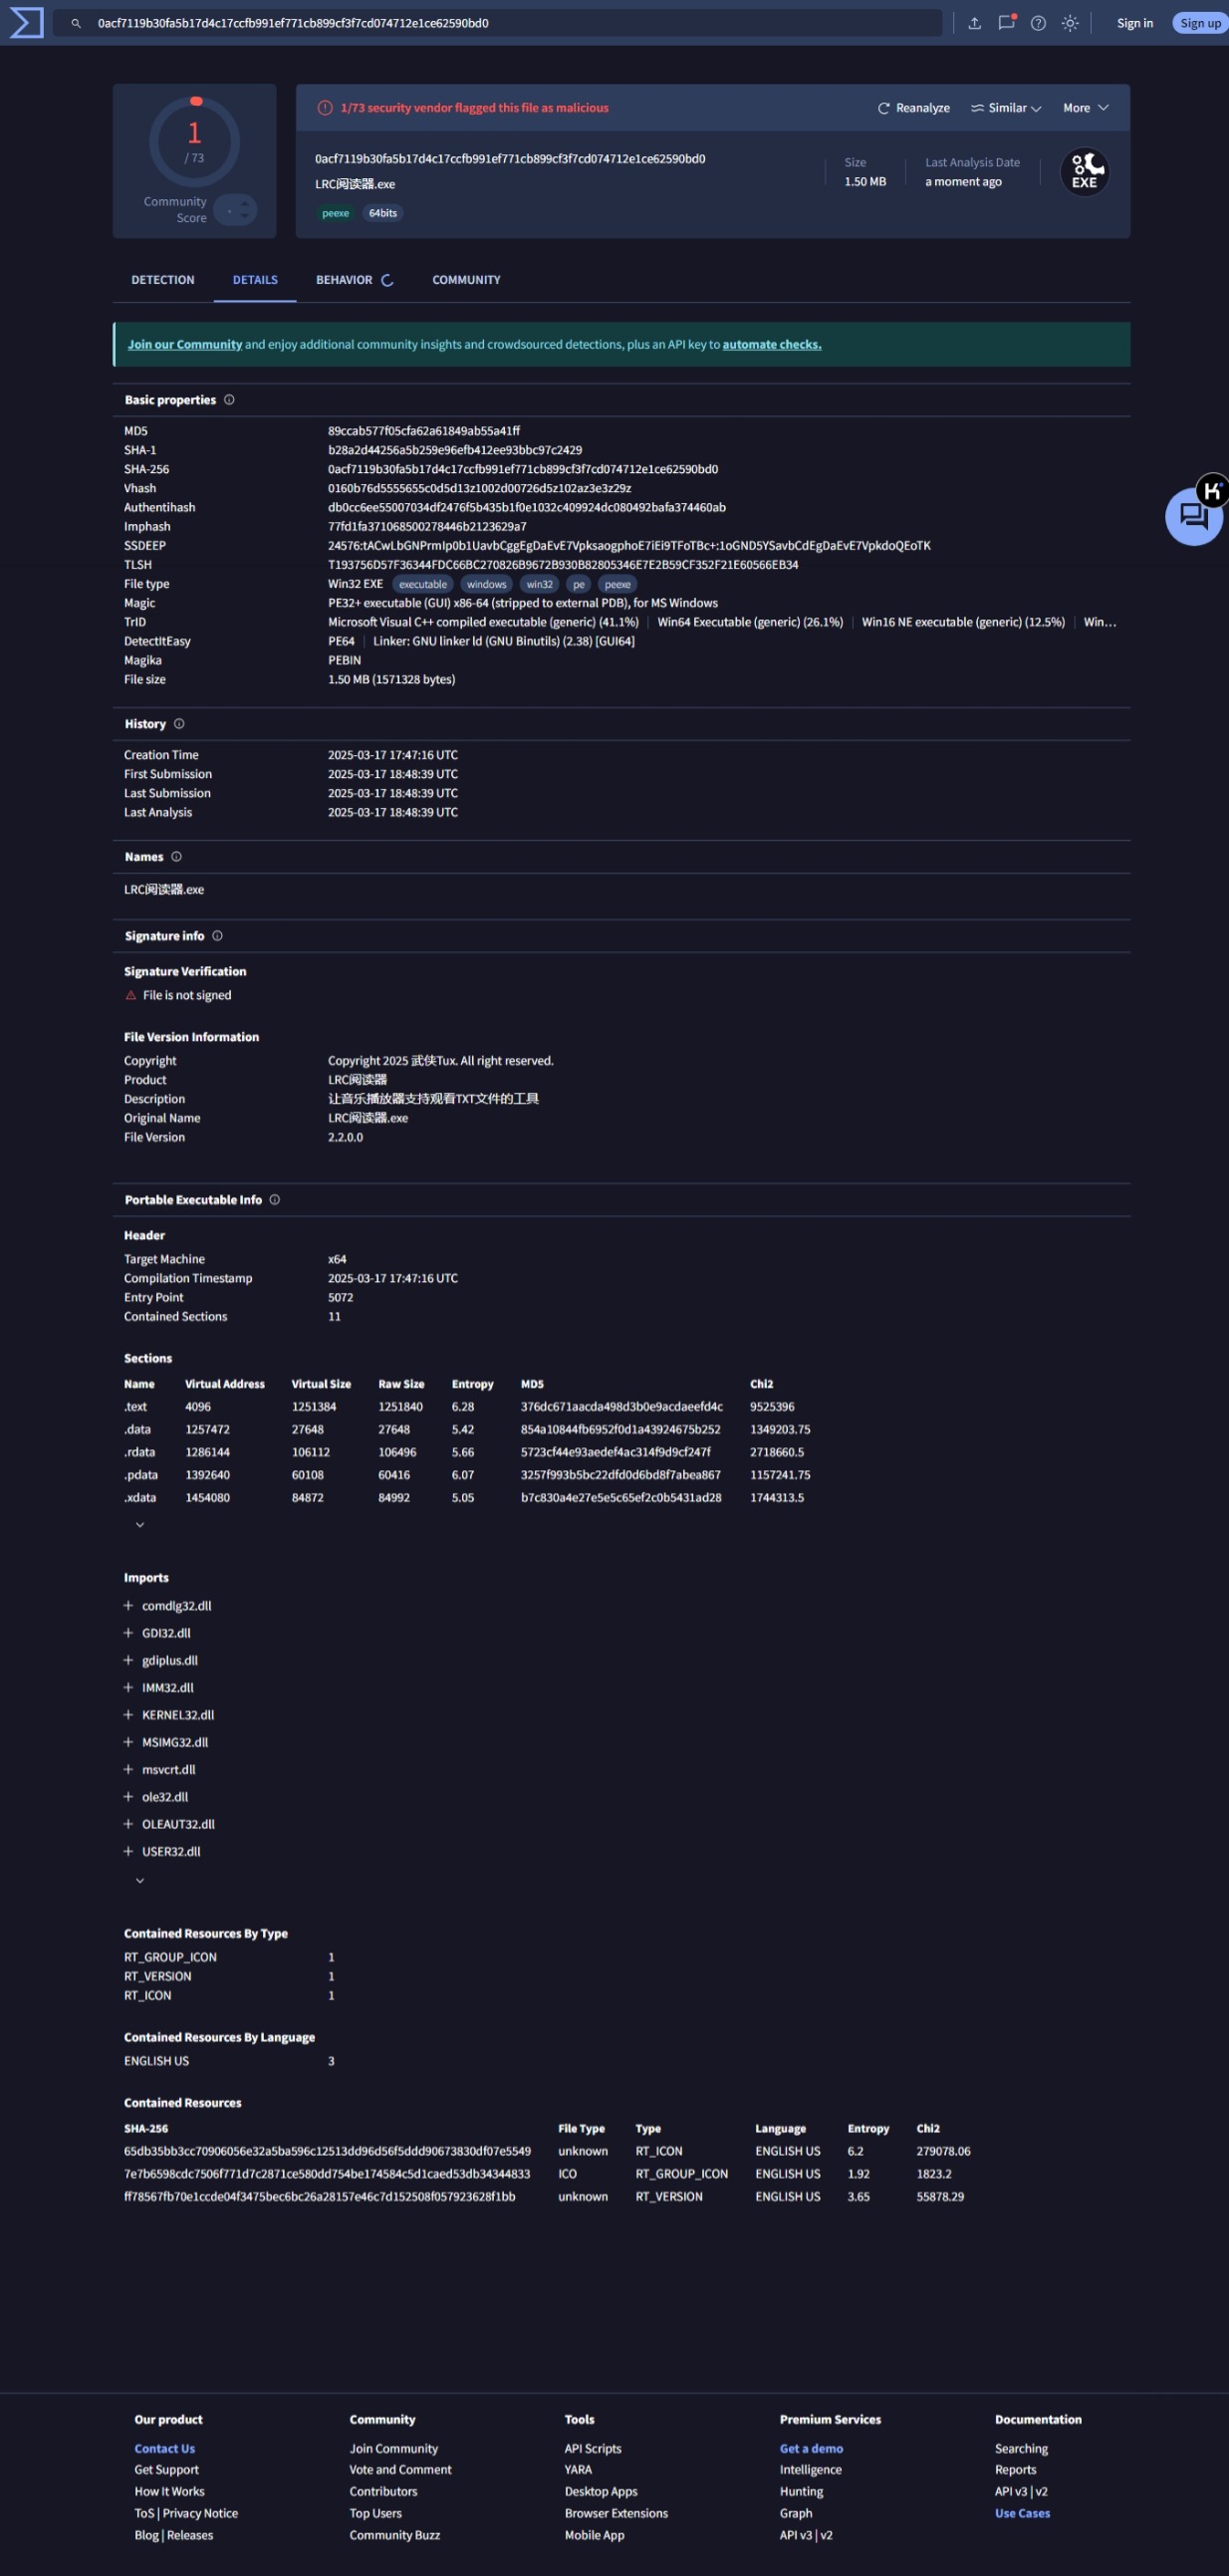 0acf7119b30fa5b17d4c17ccfb991ef771cb899cf3f7cd074712e1ce62590bd0
Sign in
Sign up
1
/ 73
Community Score
1/73 security vendor flagged this file as malicious
Reanalyze
Similar
More
0acf7119b30fa5b17d4c17ccfb991ef771cb899cf3f7cd074712e1ce62590bd0
LRC阅读器.exe
peexe 64bits
Size
1.50 MB
Last Analysis Date
a moment ago
EXE
DETECTION DETAILS BEHAVIOR COMMUNITY
Join our Community and enjoy additional community insights and crowdsourced detections, plus an API key to automate checks.
Basic properties
MD5 89ccab577f05cfa62a61849ab55a41ff
SHA-1 b28a2d44256a5b259e96efb412ee93bbc97c2429
SHA-256 0acf7119b30fa5b17d4c17ccfb991ef771cb899cf3f7cd074712e1ce62590bd0
Vhash 0160b76d5555655c0d5d13z1002d00726d5z102az3e3z29z
Authentihash db0cc6ee55007034df2476f5b435b1f0e1032c409924dc080492bafa374460ab
Imphash 77fd1fa371068500278446b2123629a7
SSDEEP 24576:tACwLbGNPrmIp0b1UavbCggEgDaEvE7VpksaogphoE7iEi9TFoTBc+:1oGND5YSavbCdEgDaEvE7VpkdoQEoTK
TLSH T193756D57F36344FDC66BC270826B9672B930B82805346E7E2B59CF352F21E60566EB34
File type Win32 EXE executable windows win32 pe peexe
Magic PE32+ executable (GUI) x86-64 (stripped to external PDB), for MS Windows
TrID Microsoft Visual C++ compiled executable (generic) (41.1%) | Win64 Executable (generic) (26.1%) | Win16 NE executable (generic) (12.5%) | Win...
DetectItEasy PE64 | Linker: GNU linker ld (GNU Binutils) (2.38) [GUI64]
Magika PEBIN
File size 1.50 MB (1571328 bytes)
History
Creation Time 2025-03-17 17:47:16 UTC
First Submission 2025-03-17 18:48:39 UTC
Last Submission 2025-03-17 18:48:39 UTC
Last Analysis 2025-03-17 18:48:39 UTC
Names
LRC阅读器.exe
Signature info
Signature Verification
File is not signed
File Version Information
Copyright Copyright 2025 武侠Tux. All right reserved.
Product LRC阅读器
Description 让音乐播放器支持观看TXT文件的工具
Original Name LRC阅读器.exe
File Version 2.2.0.0
Portable Executable Info
Header
Target Machine x64
Compilation Timestamp 2025-03-17 17:47:16 UTC
Entry Point 5072
Contained Sections 11
Sections
Name Virtual Address Virtual Size Raw Size Entropy MD5 Chi2
.text 4096 1251384 1251840 6.28 376dc671aacda498d3b0e9acdaeefd4c 9525396
.data 1257472 27648 27648 5.42 854a10844fb6952f0d1a43924675b252 1349203.75
.rdata 1286144 106112 106496 5.66 5723cf44e93aedef4ac314f9d9cf247f 2718660.5
.pdata 1392640 60108 60416 6.07 3257f993b5bc22dfd0d6bd8f7abea867 1157241.75
.xdata 1454080 84872 84992 5.05 b7c830a4e27e5e5c65ef2c0b5431ad28 1744313.5
Imports
comdlg32.dll
GDI32.dll
gdiplus.dll
IMM32.dll
KERNEL32.dll
MSIMG32.dll
msvcrt.dll
ole32.dll
OLEAUT32.dll
USER32.dll
Contained Resources By Type
RT_GROUP_ICON 1
RT_VERSION 1
RT_ICON 1
Contained Resources By Language
ENGLISH US 3
Contained Resources
SHA-256 File Type Type Language Entropy Chi2
65db35bb3cc70906056e32a5ba596c12513dd96d56f5ddd90673830df07e5549 unknown RT_ICON ENGLISH US 6.2 279078.06
7e7b6598cdc7506f771d7c2871ce580dd754be174584c5d1caed53db34344833 ICO RT_GROUP_ICON ENGLISH US 1.92 1823.2
ff78567fb70e1ccde04f3475bec6bc26a28157e46c7d152508f057923628f1bb unknown RT_VERSION ENGLISH US 3.65 55878.29
Our product Community Tools Premium Services Documentation
Contact Us Join Community API Scripts Get a demo Searching
Get Support Vote and Comment YARA Intelligence Reports
How It Works Contributors Desktop Apps Hunting API v3 | v2
ToS | Privacy Notice Top Users Browser Extensions Graph Use Cases
Blog | Releases Community Buzz Mobile App API v3 | v2